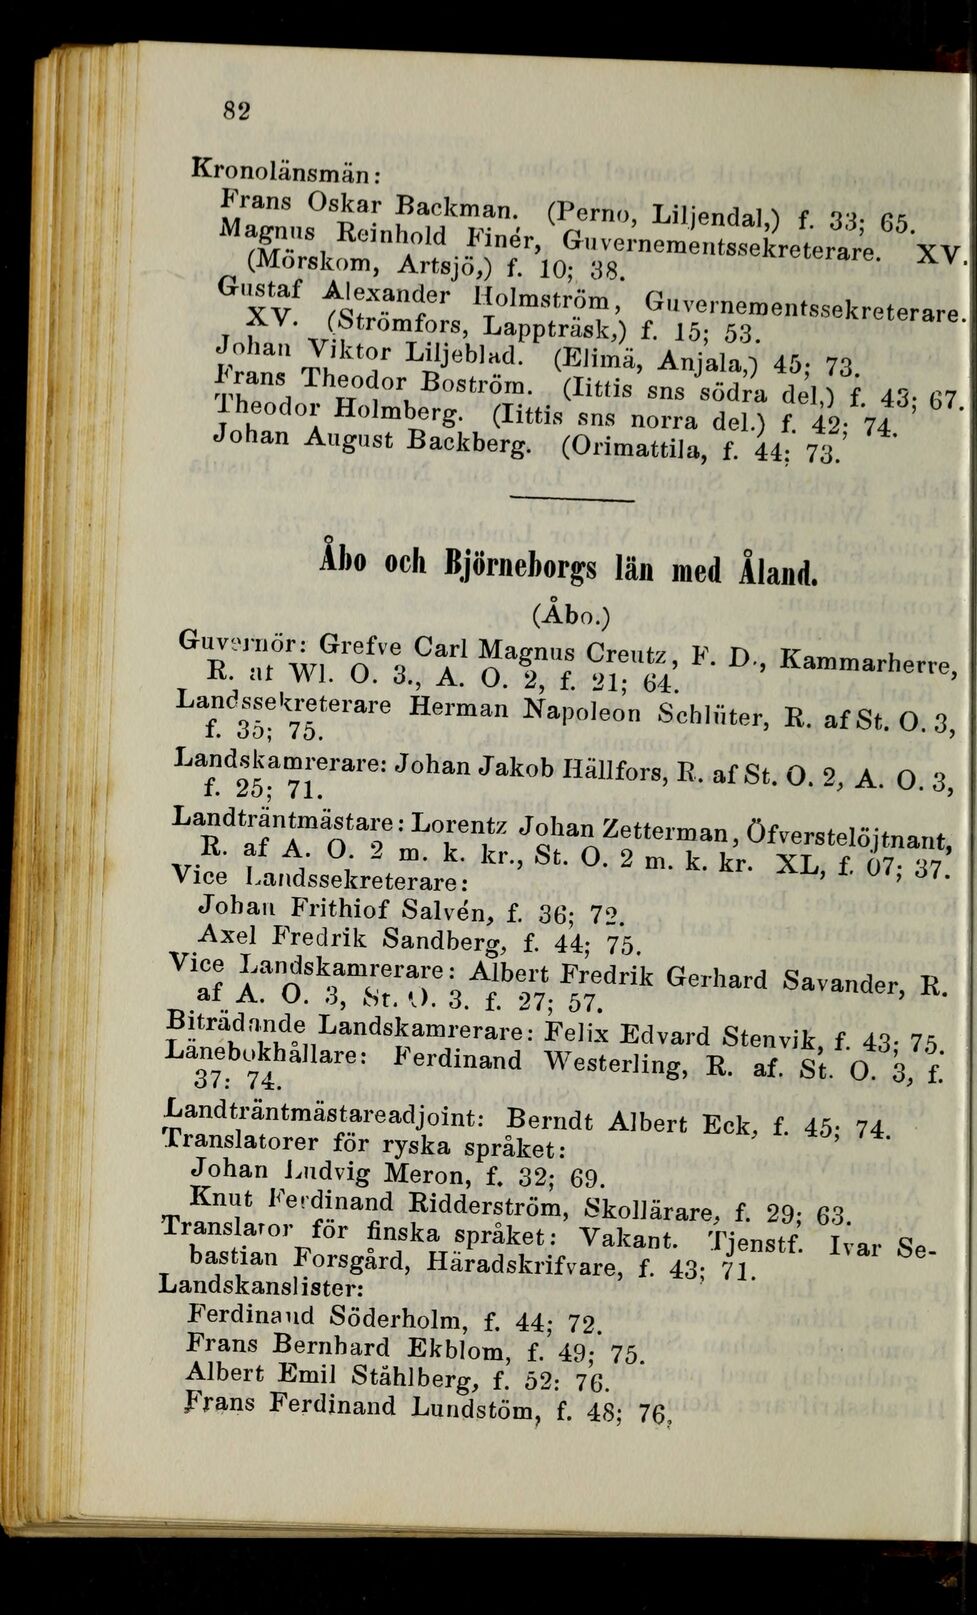 82
Kronolänsmän:
Frans Oskar Backman. (Perno, Liljendal,) f. 33; 65.
Magnus Reinhold Finér, Guvernementssekreterare. XV.
(Mörskom, Artsjö,) f. 10; 38.
Gustaf Alexander Holmström, Guvernementssekreterare.
XV. (Strömfors, Lappträsk,) f. 15; 53.
Johan Viktor Liljeblad. (Elimä, Anjala,) 45; 73.
Frans Theodor Boström. (Iittis sns södra del,) f. 43; 67.
Theodor Holmberg. (Iittis sns norra del.) f. 42; 74.
Johan August Backberg. (Orimattila, f. 44; 73.
Åbo och Björneborgs län med Åland.
(Åbo.)
Guvernör: Grefve Carl Magnus Creutz, F. D., Kammarherre,
R. af Wl. O. 3., A. O. 2, f. 21; 64.
Landssekreterare Herman Napoleon Schlüter, R. af St. O. 3,
f. 35; 75.
Landskamrerare: Johan Jakob Hällfors, R. af St. O. 2, A. O. 3,
f. 25; 71.
Landträntmästare: Lorentz Johan Zetterman, Öfverstelöjtnant,
R. af A. O. 2 m. k. kr., St. O. 2 m. k. kr. XL, f. 07; 37.
Vice Landssekreterare:
Johan Frithiof Salvén, f. 36; 72.
Axel Fredrik Sandberg, f. 44; 75.
Vice Landskamrerare: Albert Fredrik Gerhard Savander, R.
af A. O. 3, St. O. 3. f. 27; 57.
Biträdande Landskamrerare: Felix Edvard Stenvik, f. 43; 75.
Länebokhållare: Ferdinand Westerling, R. af. St. O. 3, f.
37: 74.
Landträntmästareadjoint: Berndt Albert Eck, f. 45; 74.
Translatorer för ryska språket:
Johan Ludvig Meron, f. 32; 69.
Knut Ferdinand Ridderström, Skollärare, f. 29; 63.
Translator för finska språket: Vakant. Tjenstf. Ivar Se-
bastian Forsgård, Häradskrifvare, f. 43; 71.
Landskanslister:
Ferdinand Söderholm, f. 44; 72.
Frans Bernhard Ekblom, f. 49; 75.
Albert Emil Ståhlberg, f. 52: 76.
Frans Ferdinand Lundstöm, f. 48; 76,